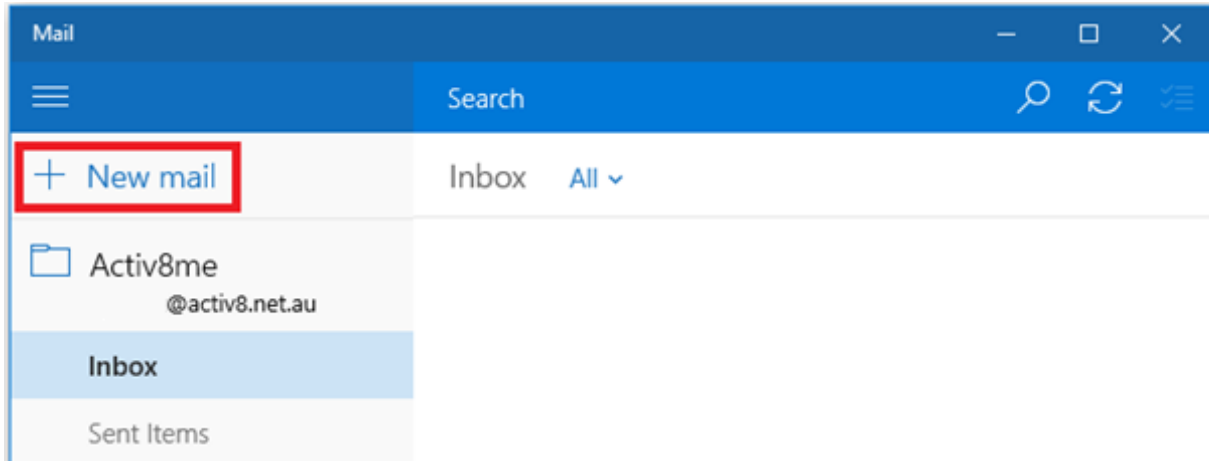 Mail
Search
New mail
Inbox All
Activ8me
@activ8.net.au
Inbox
Sent Items